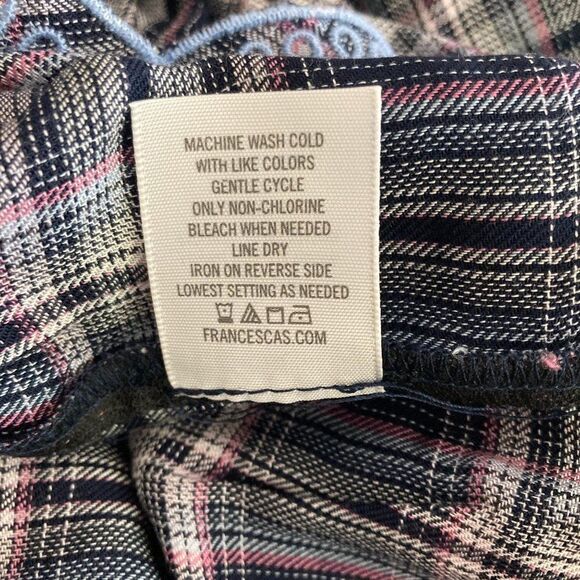 MACHINE WASH COLD
WITH LIKE COLORS
GENTLE CYCLE
ONLY NON-CHLORINE
BLEACH WHEN NEEDED
LINE DRY
IRON ON REVERSE SIDE
LOWEST SETTING AS NEEDED
FRANCESCAS.COM